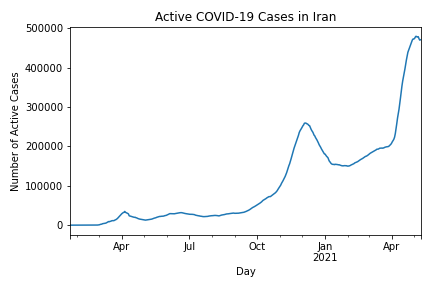 Active COVID-19 Cases in Iran
500000
400000
300000
200000
100000
0
Number of Active Cases
Apr Jul Oct Jan Apr
2021
Day